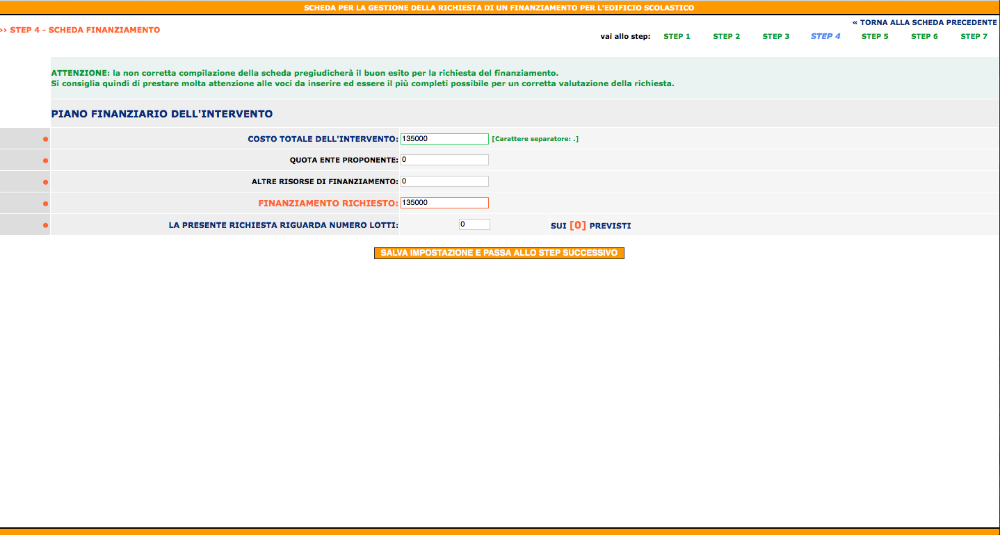 SCHEDA PER LA GESTIONE DELLA RICHIESTA DI UN FINANZIAMENTO PER L'EDIFICIO SCOLASTICO
« TORNA ALLA SCHEDA PRECEDENTE
›› STEP 4 - SCHEDA FINANZIAMENTO
vai allo step: STEP 1 STEP 2 STEP 3 STEP 4 STEP 5 STEP 6 STEP 7
ATTENZIONE: la non corretta compilazione della scheda pregiudicherà il buon esito per la richiesta del finanziamento.
Si consiglia quindi di prestare molta attenzione alle voci da inserire ed essere il più completi possibile per un corretta valutazione della richiesta.
PIANO FINANZIARIO DELL'INTERVENTO
COSTO TOTALE DELL'INTERVENTO: 135000 [Carattere separatore: .]
QUOTA ENTE PROPONENTE: 0
ALTRE RISORSE DI FINANZIAMENTO: 0
FINANZIAMENTO RICHIESTO: 135000
LA PRESENTE RICHIESTA RIGUARDA NUMERO LOTTI: 0 SUI [0] PREVISTI
SALVA IMPOSTAZIONE E PASSA ALLO STEP SUCCESSIVO